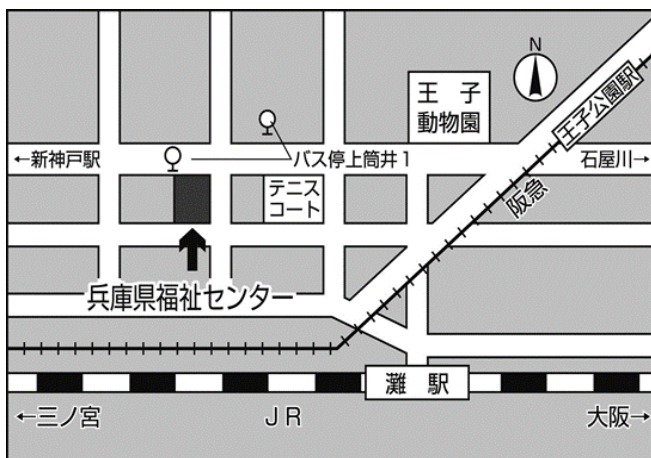 N
王子
動物園
王子公園駅
←新神戸駅
バス停上筒井1
石屋川→
テニス
コート
阪急
兵庫県福祉センター
灘駅
←三ノ宮
JR
大阪→